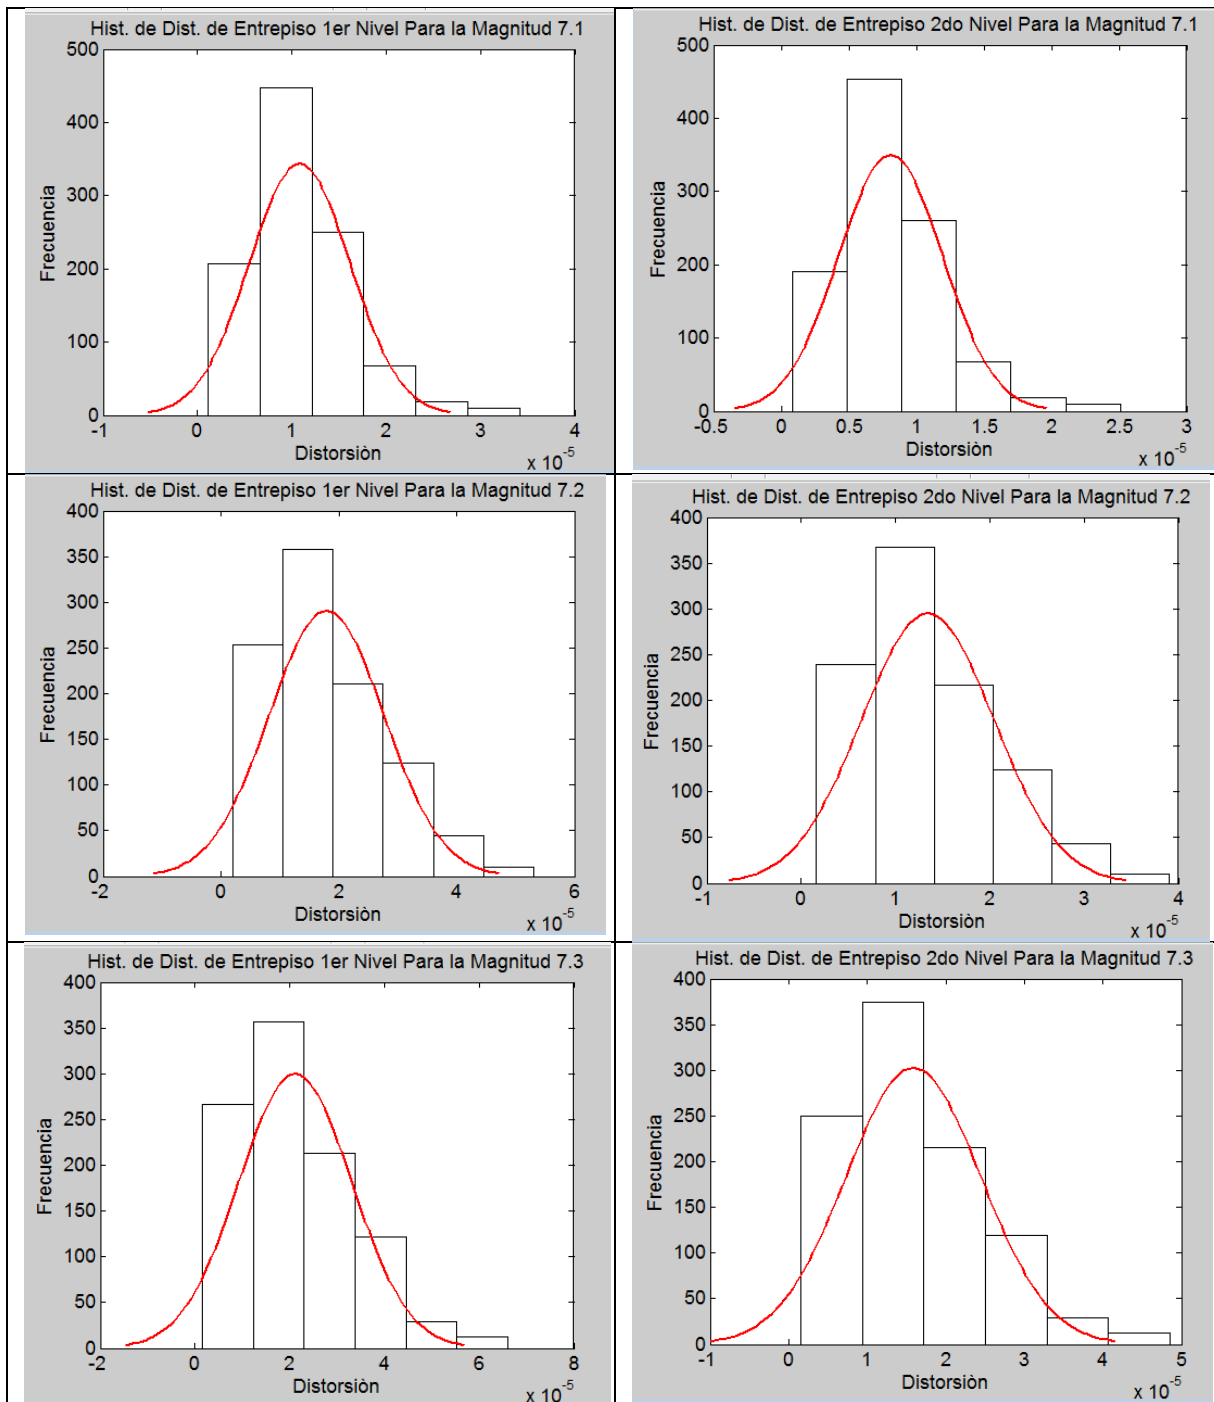 Hist. de Dist. de Entrepiso 1er Nivel Para la Magnitud 7.1
500
400
300
200
100
0
Frecuencia
-1 0 1 2 3 4
Distorsiòn
x 10^-5
Hist. de Dist. de Entrepiso 2do Nivel Para la Magnitud 7.1
500
400
300
200
100
0
Frecuencia
-0.5 0 0.5 1 1.5 2 2.5 3
Distorsiòn
x 10^-5
Hist. de Dist. de Entrepiso 1er Nivel Para la Magnitud 7.2
400
350
300
250
200
150
100
50
0
Frecuencia
-2 0 2 4 6
Distorsiòn
x 10^-5
Hist. de Dist. de Entrepiso 2do Nivel Para la Magnitud 7.2
400
350
300
250
200
150
100
50
0
Frecuencia
-1 0 1 2 3 4
Distorsiòn
x 10^-5
Hist. de Dist. de Entrepiso 1er Nivel Para la Magnitud 7.3
400
350
300
250
200
150
100
50
0
Frecuencia
-2 0 2 4 6 8
Distorsiòn
x 10^-5
Hist. de Dist. de Entrepiso 2do Nivel Para la Magnitud 7.3
400
350
300
250
200
150
100
50
0
Frecuencia
-1 0 1 2 3 4 5
Distorsiòn
x 10^-5